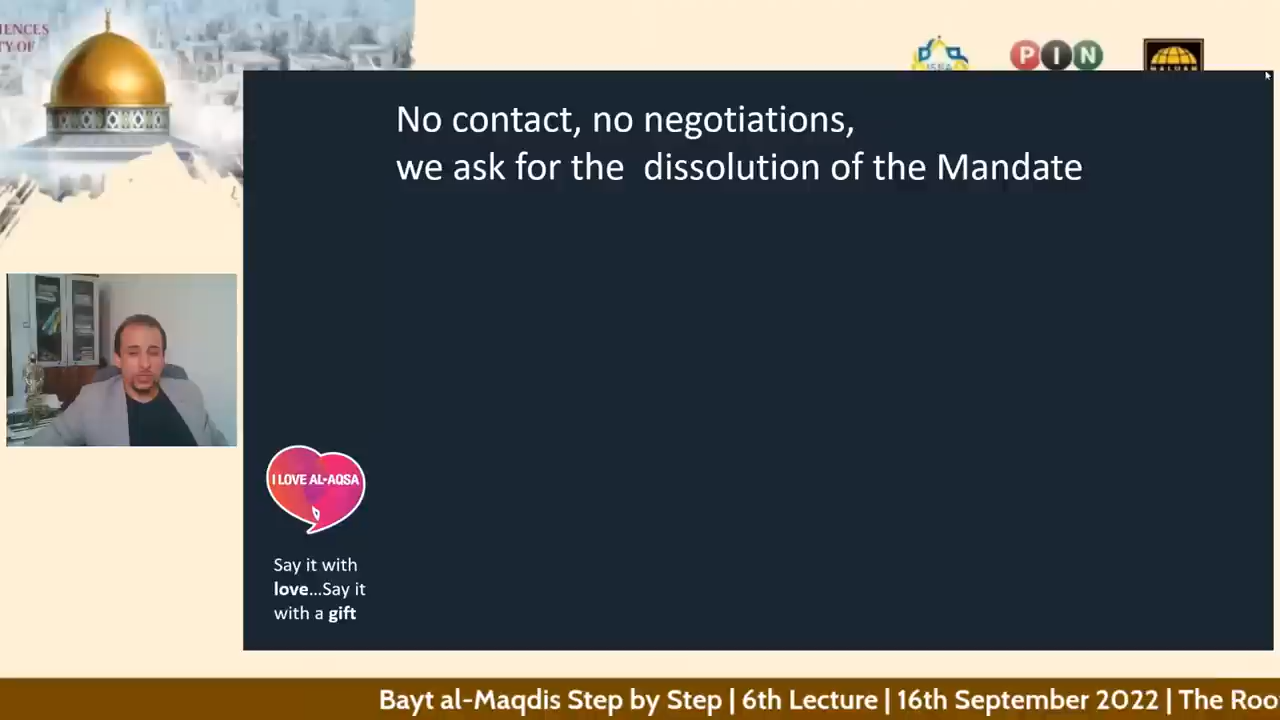 PIN
No contact, no negotiations,
we ask for the  dissolution of the Mandate
I LOVE AL-AQSA
Say it with
love...Say it
with a gift
Bayt al-Maqdis Step by Step | 6th Lecture | 16th September 2022 | The Roo